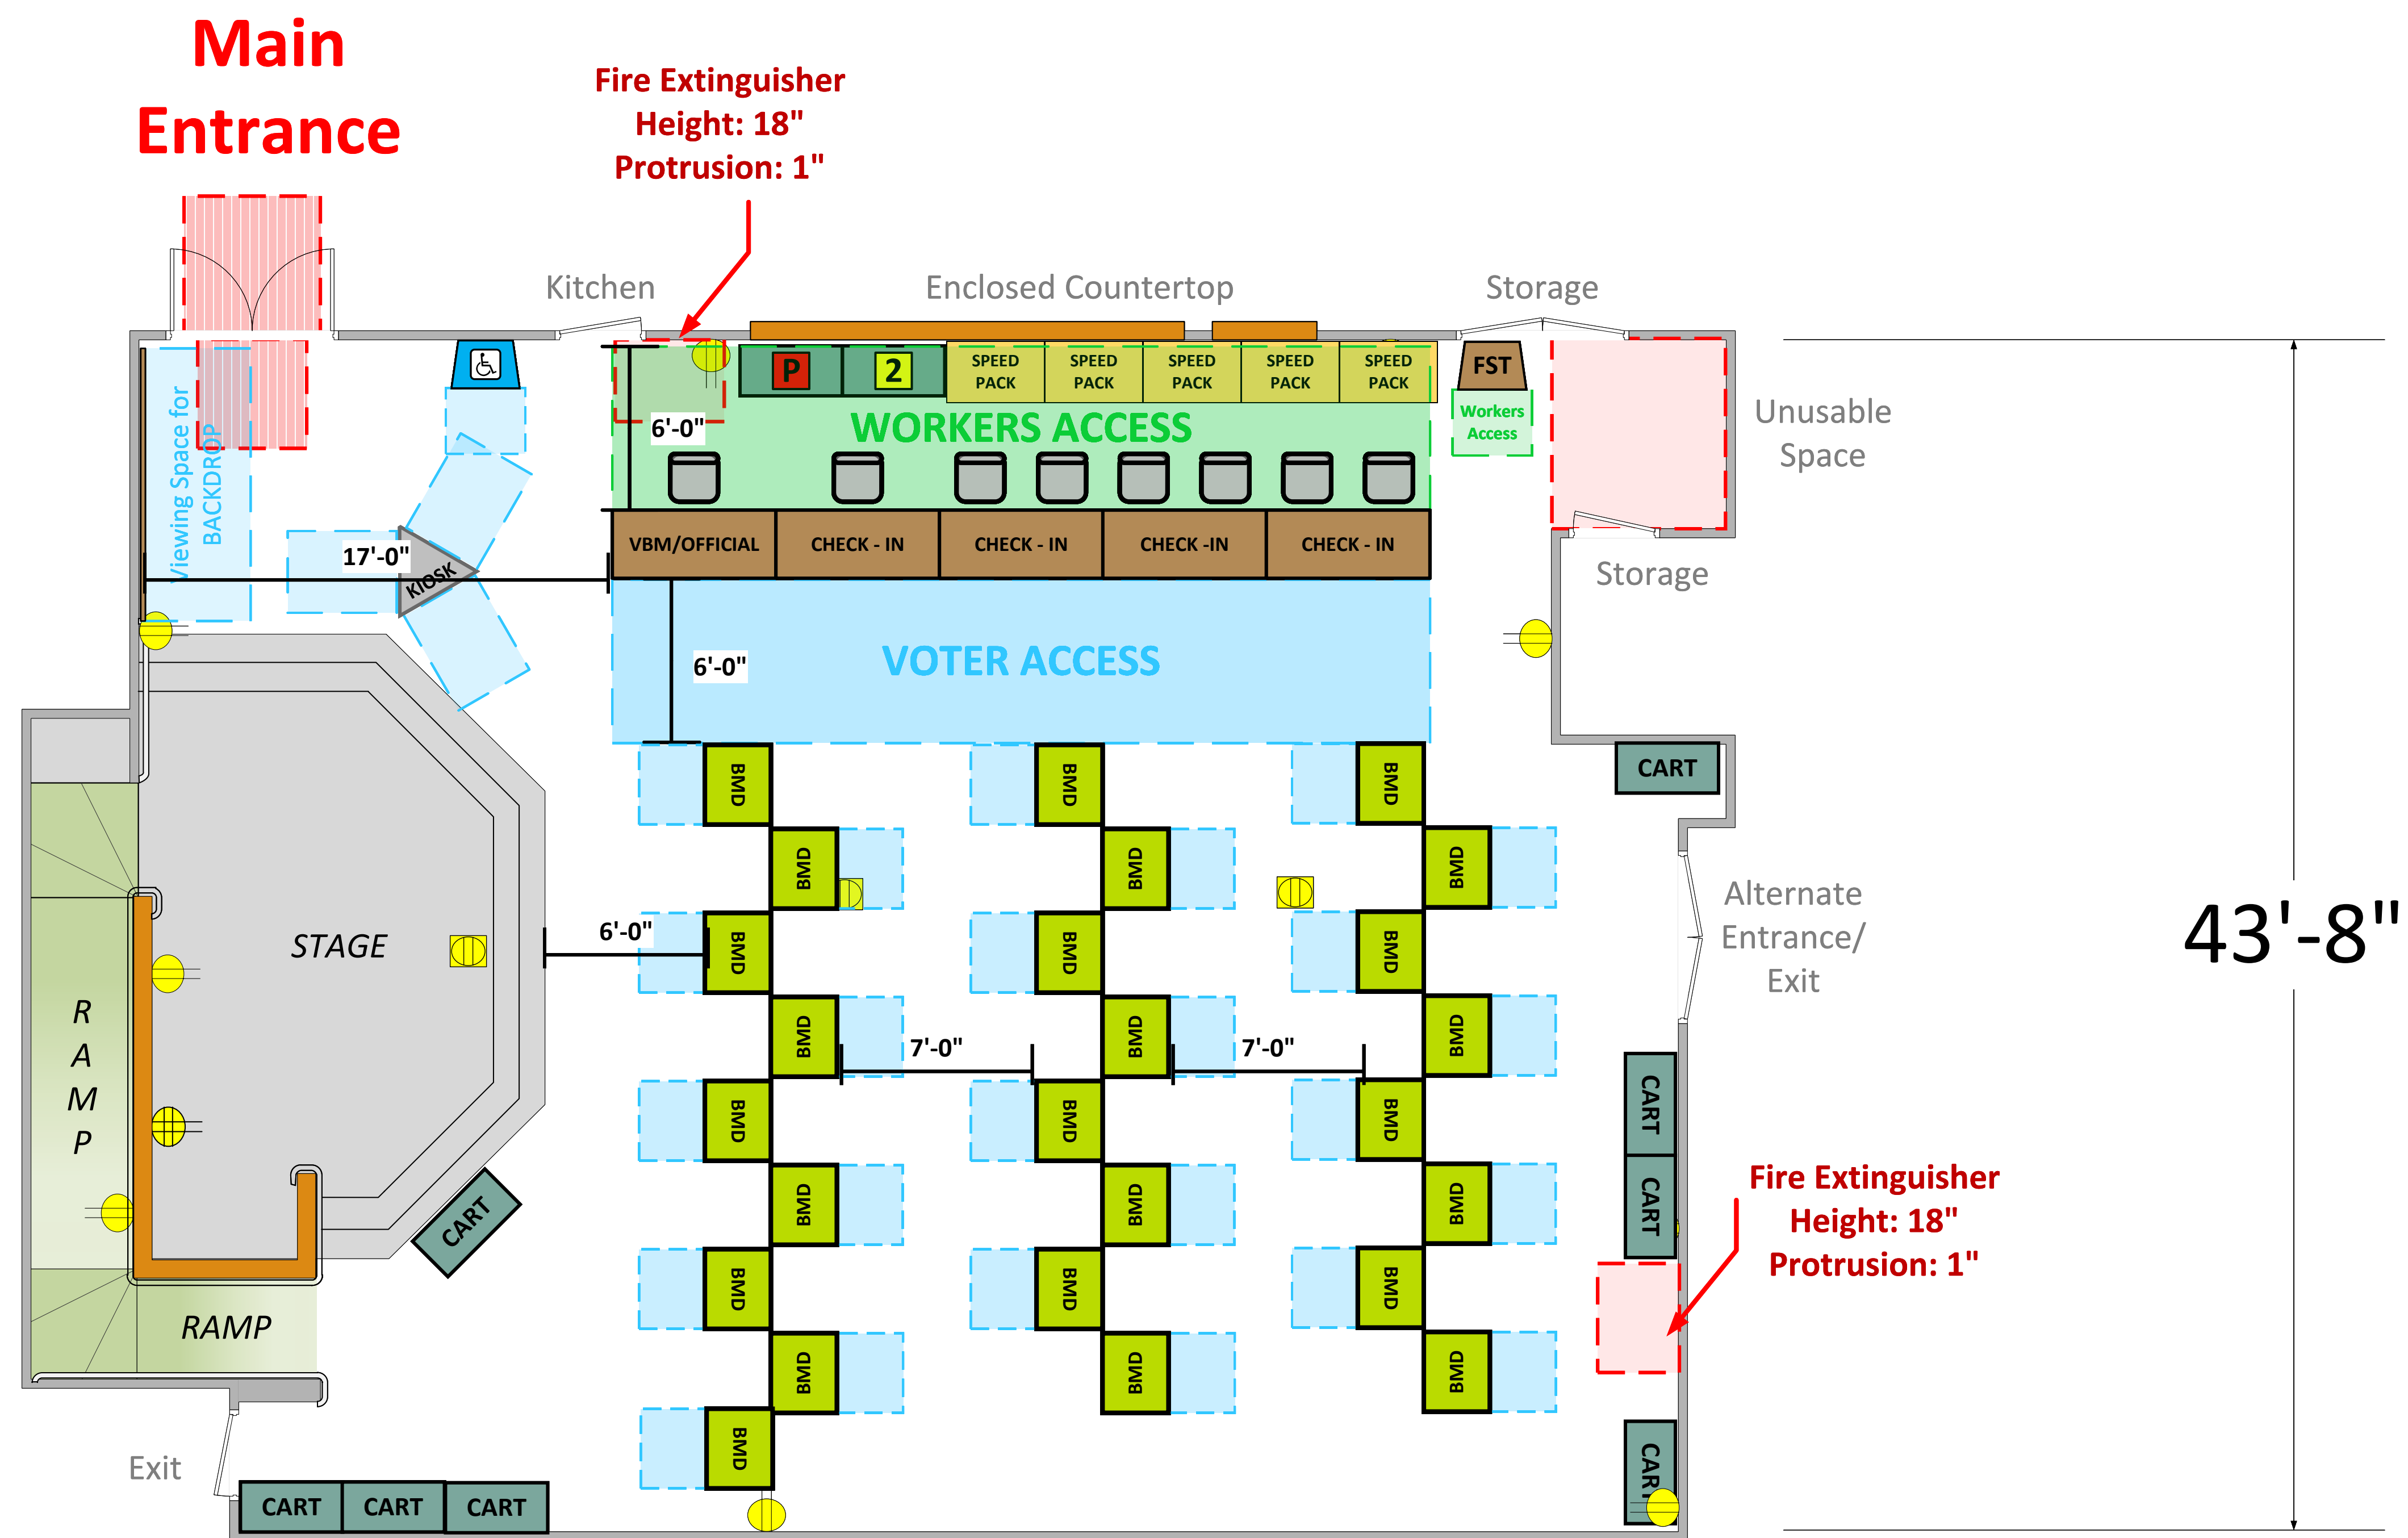 Main
Entrance
Fire Extinguisher
Height: 18"
Protrusion: 1"
Kitchen
Enclosed Countertop
Storage
Viewing Space for
BACKDROP
P
2
SPEED
PACK
SPEED
PACK
SPEED
PACK
SPEED
PACK
SPEED
PACK
FST
Workers
Access
Unusable
Space
6'-0"
WORKERS ACCESS
17'-0"
KIOSK
VBM/OFFICIAL
CHECK - IN
CHECK - IN
CHECK -IN
CHECK - IN
Storage
6'-0"
VOTER ACCESS
BMD
BMD
BMD
CART
BMD
BMD
BMD
Alternate
Entrance/
Exit
43'-8"
STAGE
6'-0"
BMD
BMD
BMD
RAMP
BMD
BMD
BMD
7'-0"
7'-0"
BMD
BMD
BMD
CART
CART
BMD
BMD
BMD
CART
Fire Extinguisher
Height: 18"
Protrusion: 1"
BMD
BMD
BMD
RAMP
BMD
BMD
BMD
BMD
Exit
CART
CART
CART
CART